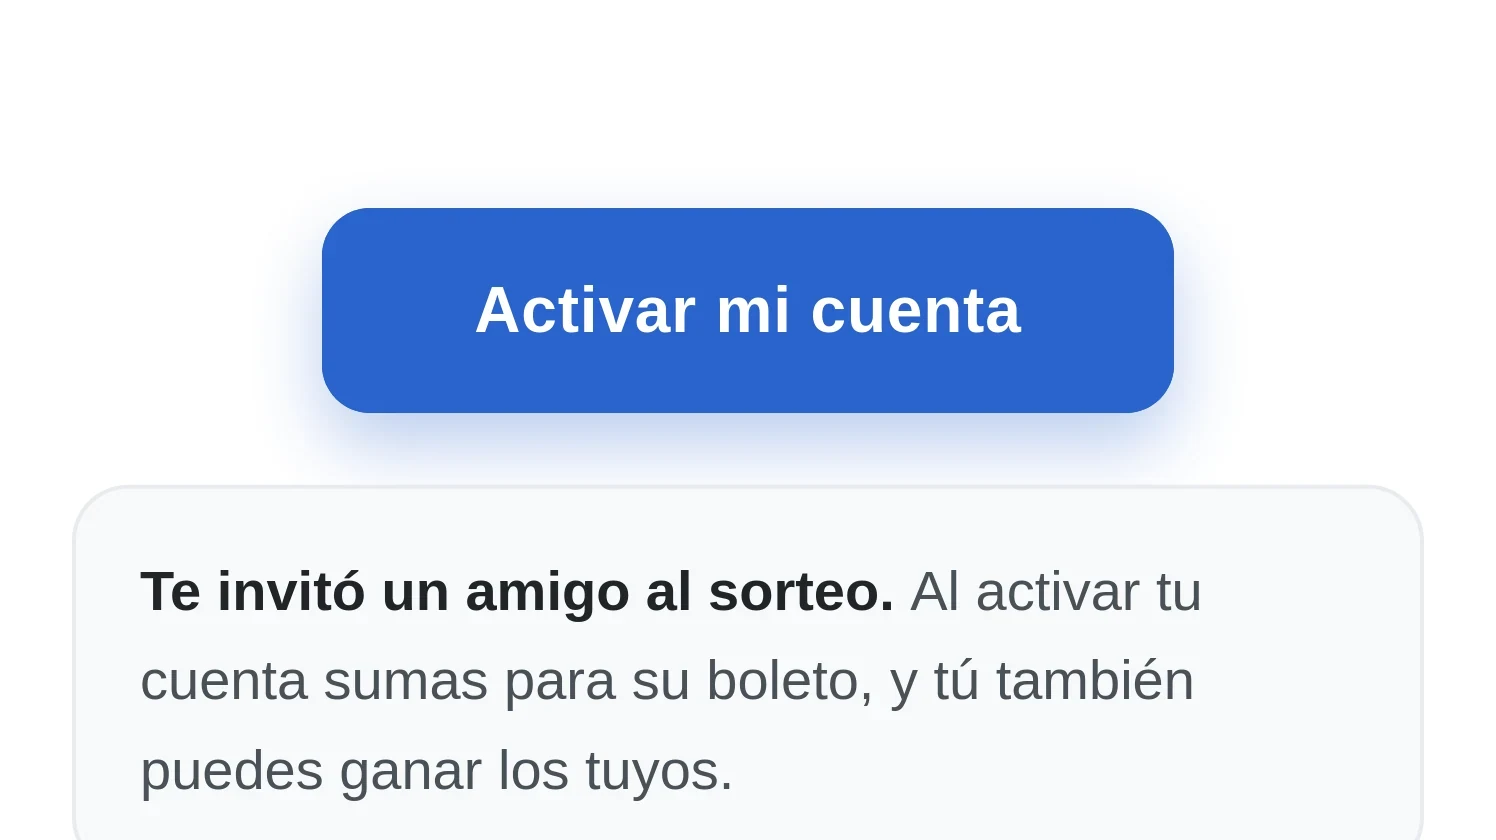 Activar mi cuenta
Te invitó un amigo al sorteo. Al activar tu
cuenta sumas para su boleto, y tú también
puedes ganar los tuyos.